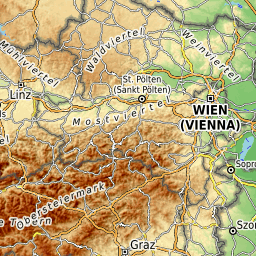 Mühlviertel
Waldviertel
Weinviertel
Linz
St. Pölten
(Sankt Pölten)
WIEN
(VIENNA)
Mostviertel
Sopro
Obersteiermark
Szom
Graz